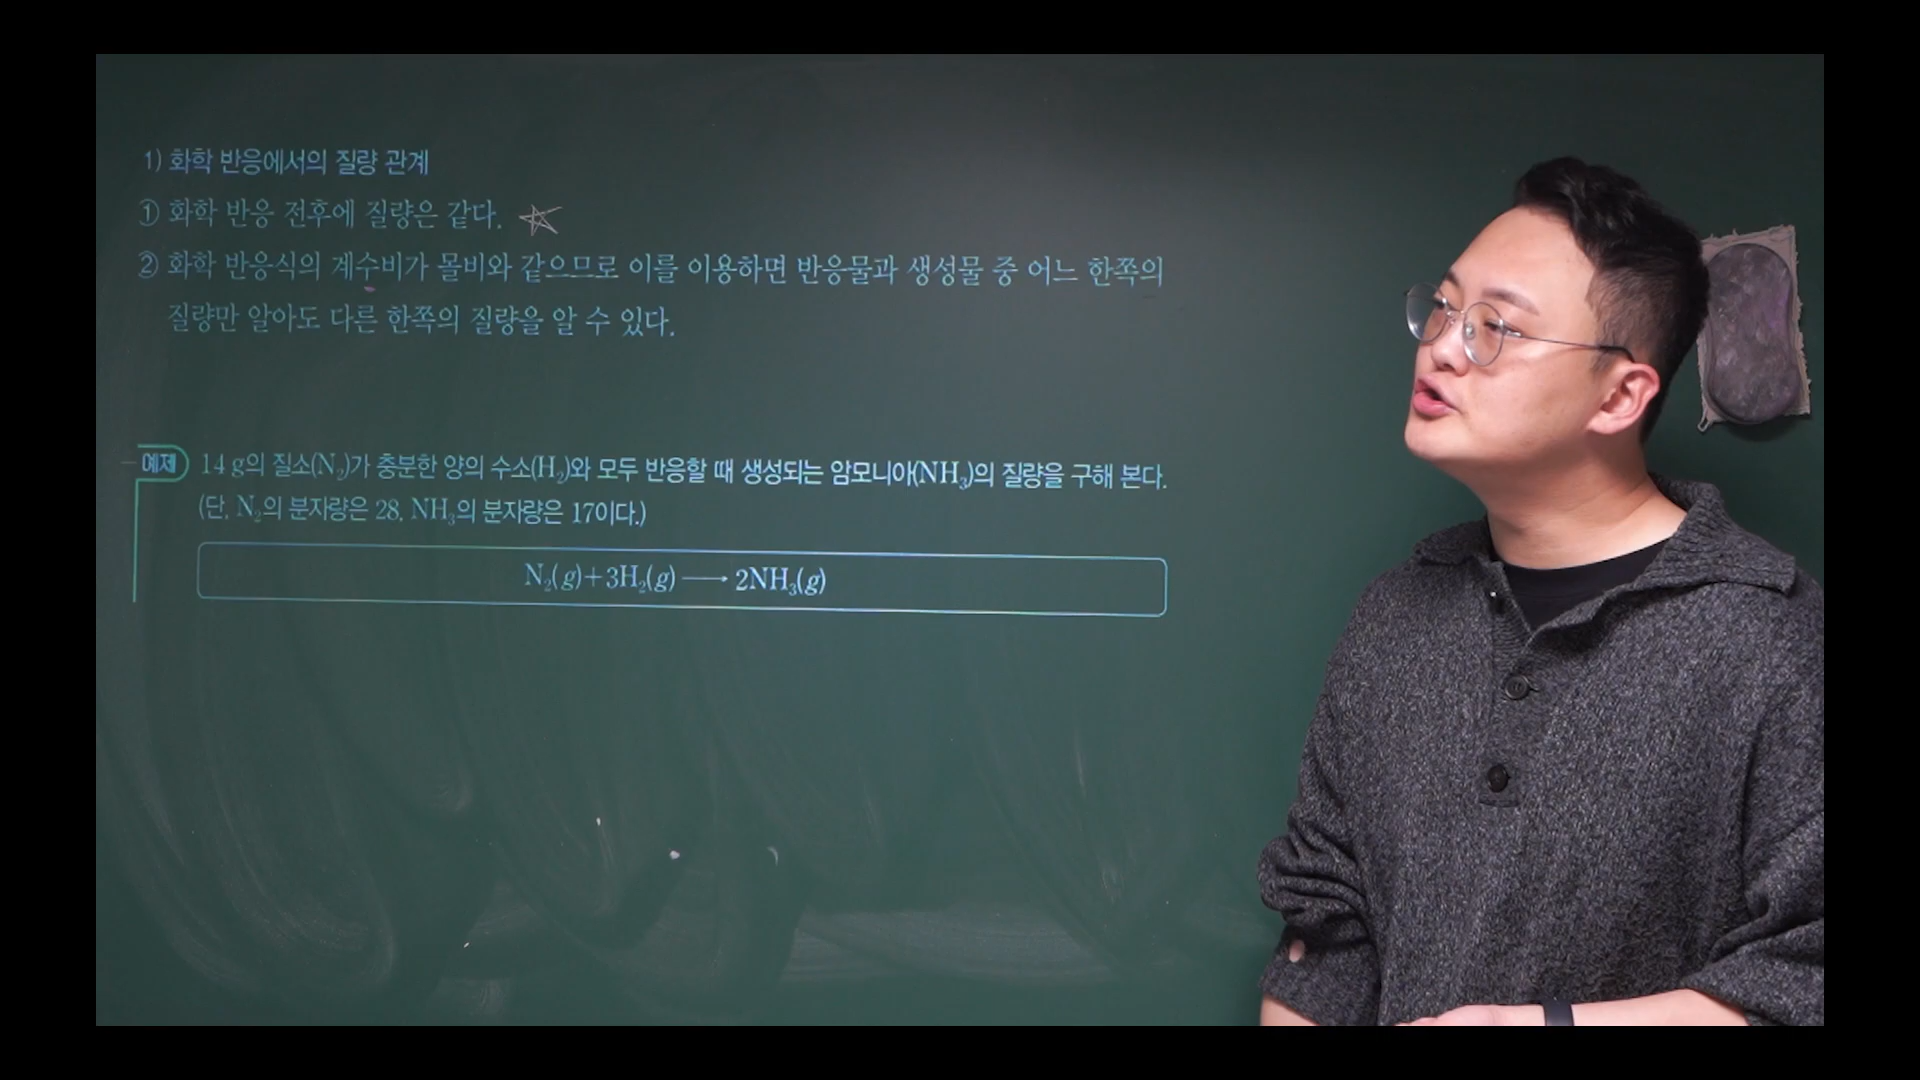 1) 화학 반응에서의 질량 관계
① 화학 반응 전후에 질량은 같다.
② 화학 반응식의 계수비가 몰비와 같으므로 이를 이용하면 반응물과 생성물 중 어느 한쪽의
질량만 알아도 다른 한쪽의 질량을 알 수 있다.
예제 14 g의 질소(N₂)가 충분한 양의 수소(H₂)와 모두 반응할 때 생성되는 암모니아(NH₃)의 질량을 구해 본다.
(단, N₂의 분자량은 28, NH₃의 분자량은 17이다.)
N₂(g)+3H₂(g)⟶2NH₃(g)